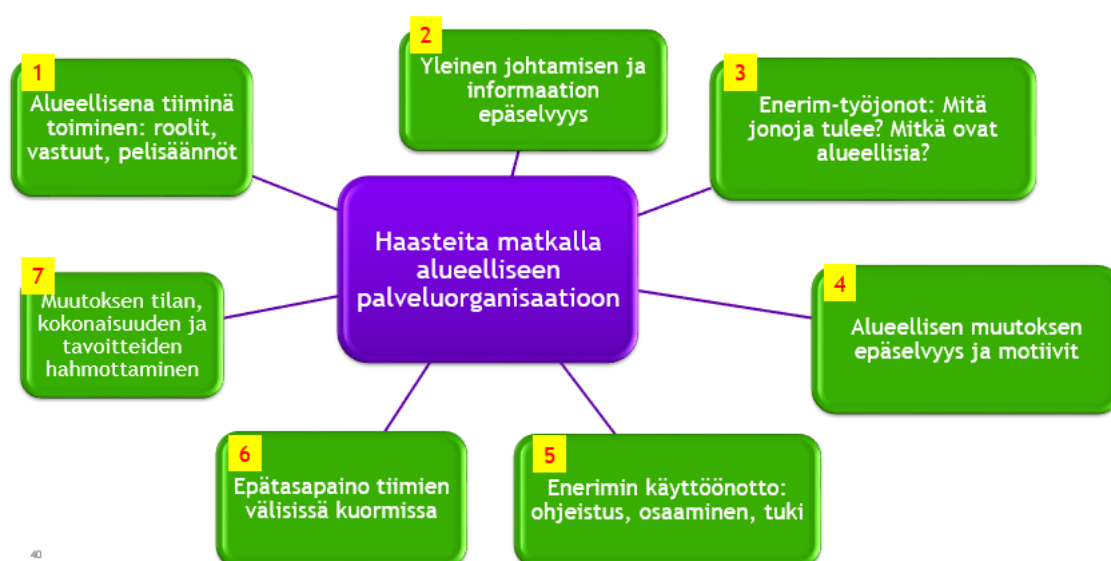 1
Alueellisena tiiminä
toiminen: roolit,
vastuut, pelisäännöt
2
Yleinen johtamisen ja
informaation
epäselvyys
3
Enerim-työjonot: Mitä
jonoja tulee? Mitkä ovat
alueellisia?
Haasteita matkalla
alueelliseen
palveluorganisaatioon
7
Muutoksen tilan,
kokonaisuuden ja
tavoitteiden
hahmottaminen
4
Alueellisen muutoksen
epäselvyys ja motiivit
6
Epätasapaino tiimien
välisissä kuormissa
5
Enerimin käyttöönotto:
ohjeistus, osaaminen, tuki
40